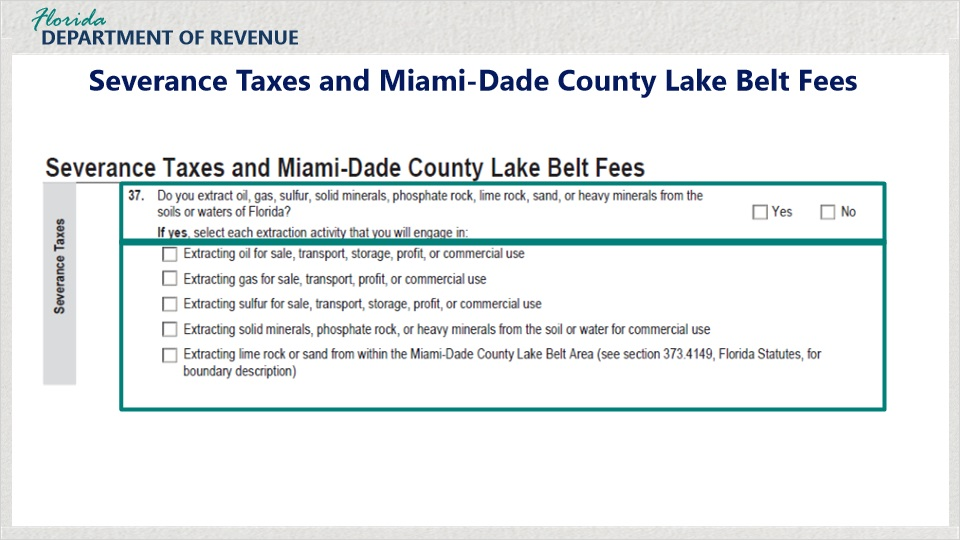 Florida
DEPARTMENT OF REVENUE
Severance Taxes and Miami-Dade County Lake Belt Fees
Severance Taxes and Miami-Dade County Lake Belt Fees
Severance Taxes
37. Do you extract oil, gas, sulfur, solid minerals, phosphate rock, lime rock, sand, or heavy minerals from the
soils or waters of Florida?
Yes No
If yes, select each extraction activity that you will engage in:
Extracting oil for sale, transport, storage, profit, or commercial use
Extracting gas for sale, transport, profit, or commercial use
Extracting sulfur for sale, transport, storage, profit, or commercial use
Extracting solid minerals, phosphate rock, or heavy minerals from the soil or water for commercial use
Extracting lime rock or sand from within the Miami-Dade County Lake Belt Area (see section 373.4149, Florida Statutes, for
boundary description)